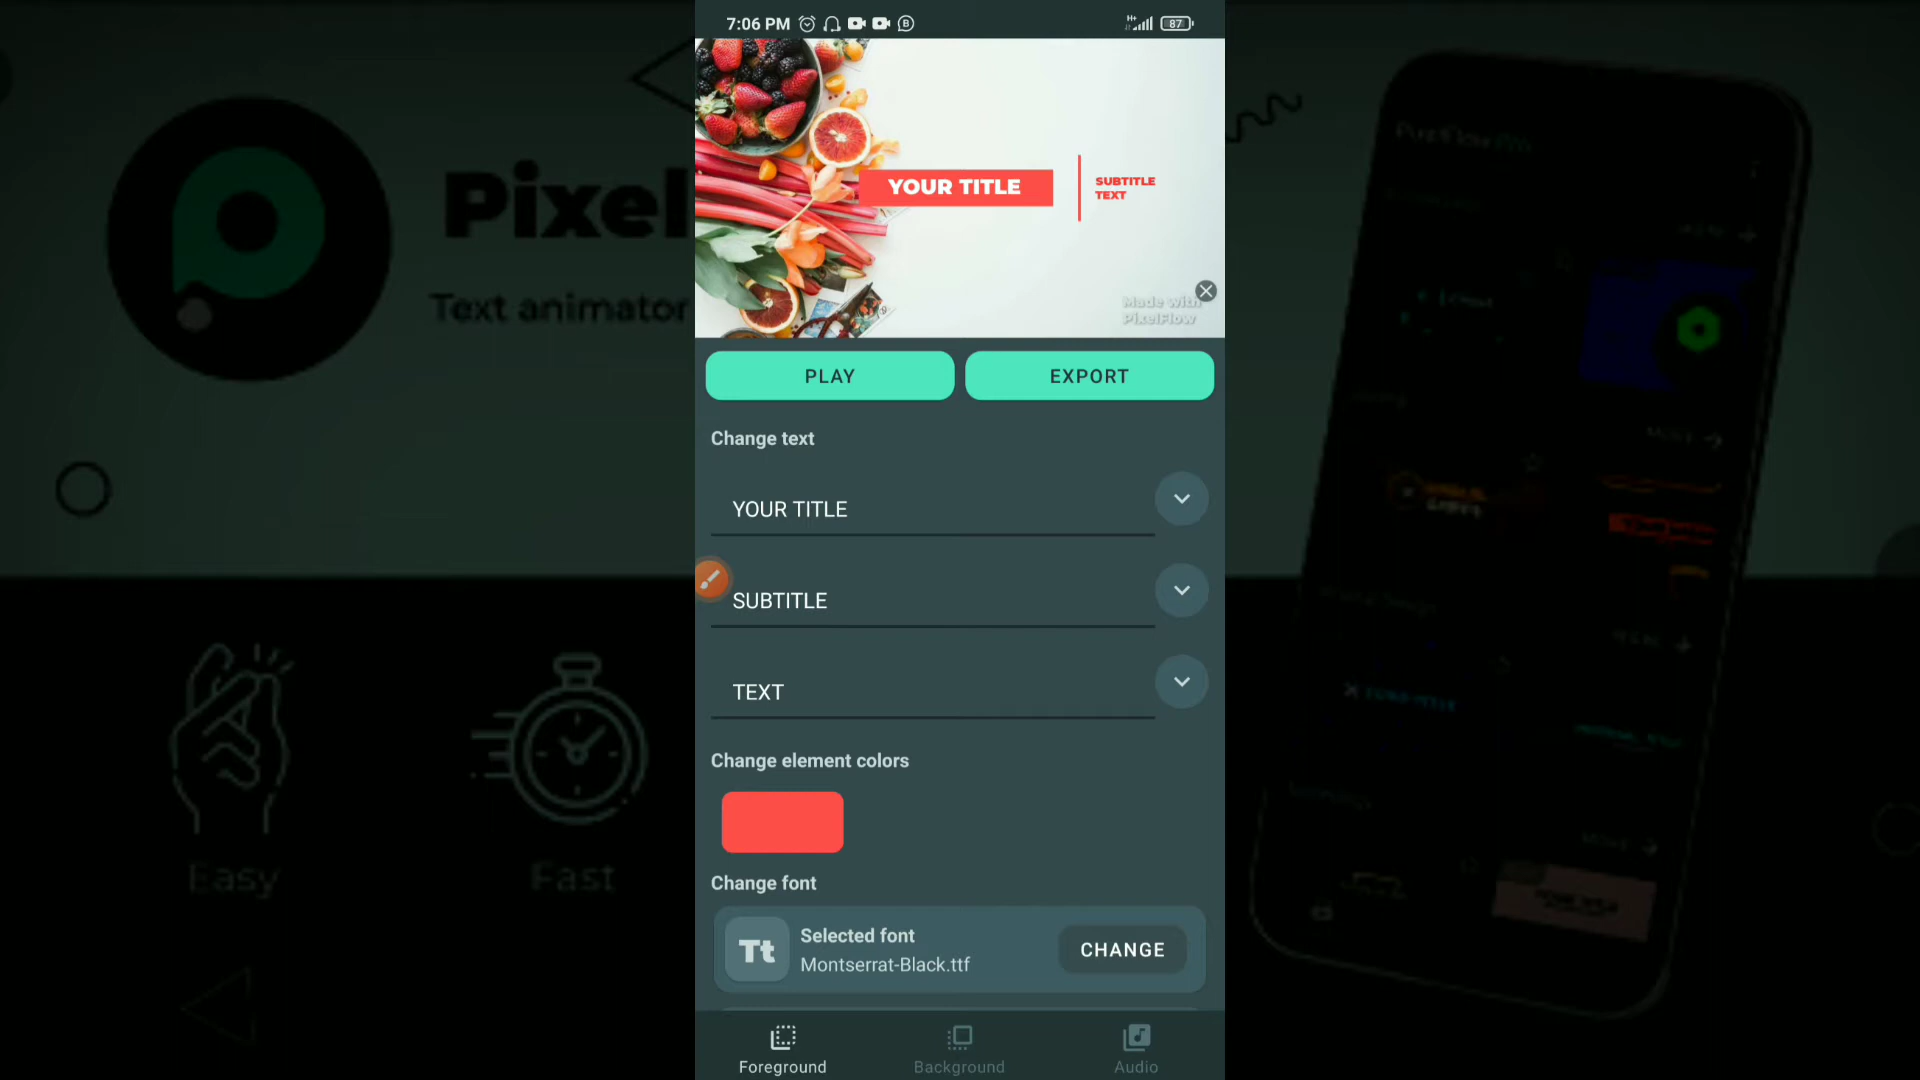 7:06 PM
87
YOUR TITLE
SUBTITLE
TEXT
Made with
PixelFlow
PLAY
EXPORT
Change text
YOUR TITLE
SUBTITLE
TEXT
Change element colors
Change font
Tt
Selected font
Montserrat-Black.ttf
CHANGE
Foreground
Background
Audio
Pixel
Text animator
Easy
Fast